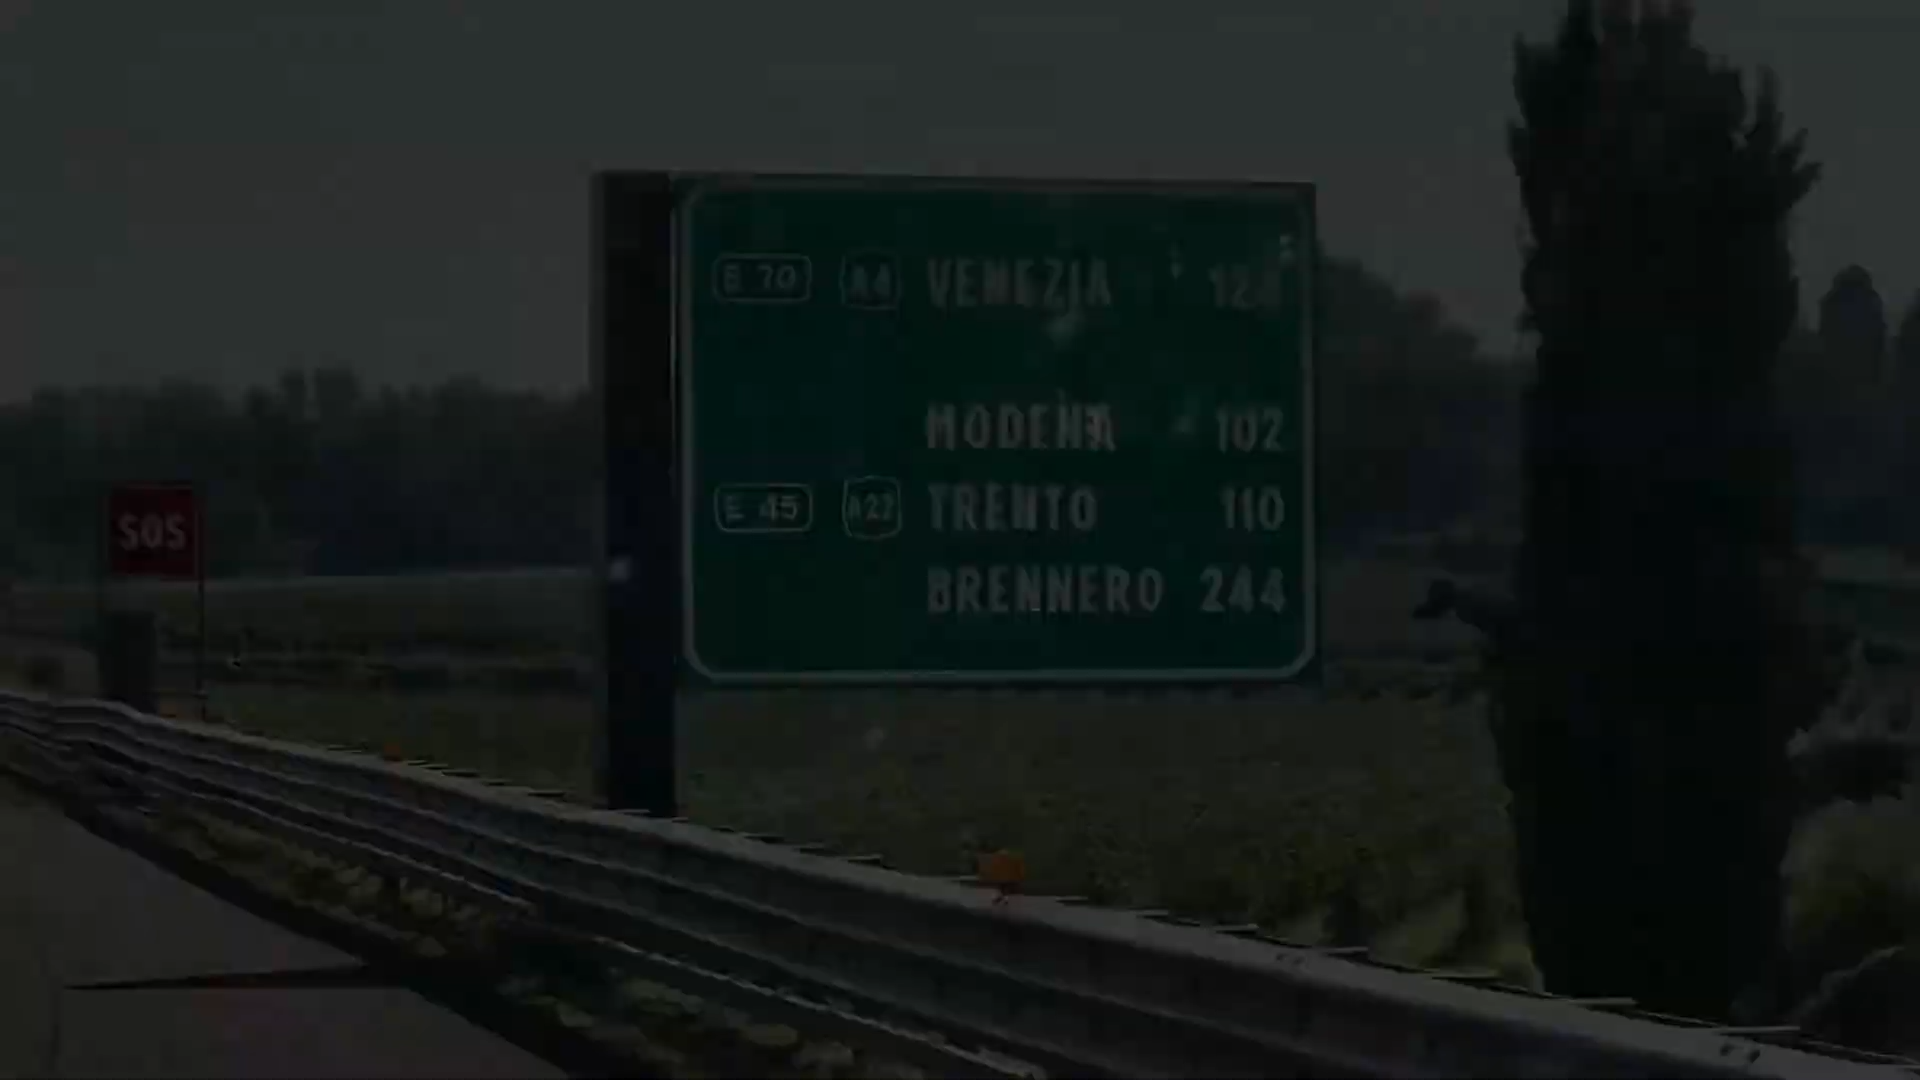 E 70 A4 VENEZIA
MODENA 102
E 45 A22 TRENTO 110
BRENNERO 244
SOS